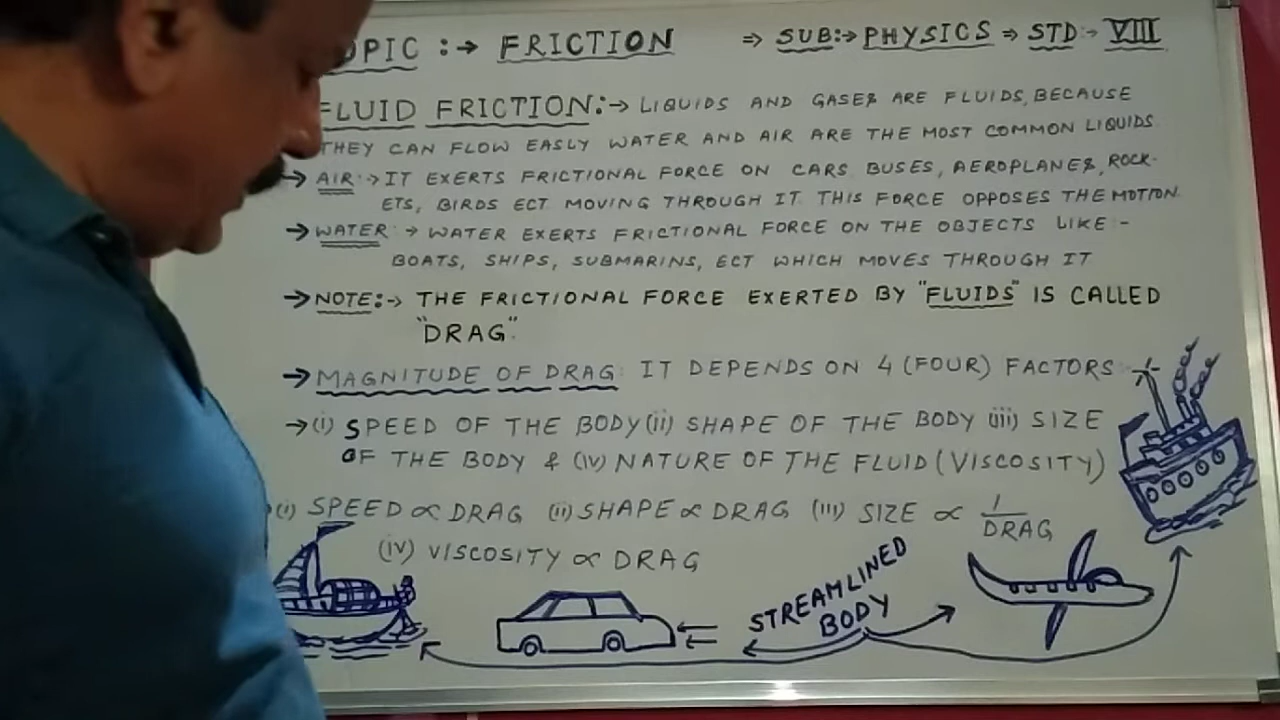 OPIC :→ FRICTION ⇒ SUB:→ PHYSICS ⇒ STD:→ VIII
FLUID FRICTION:→ LIQUIDS AND GASES ARE FLUIDS, BECAUSE
THEY CAN FLOW EASLY WATER AND AIR ARE THE MOST COMMON LIQUIDS
→ AIR:→ IT EXERTS FRICTIONAL FORCE ON CARS BUSES, AEROPLANES, ROCK-
ETS, BIRDS ECT MOVING THROUGH IT. THIS FORCE OPPOSES THE MOTION.
→ WATER:→ WATER EXERTS FRICTIONAL FORCE ON THE OBJECTS LIKE:-
BOATS, SHIPS, SUBMARINS, ECT WHICH MOVES THROUGH IT
→ NOTE:→ THE FRICTIONAL FORCE EXERTED BY "FLUIDS" IS CALLED
"DRAG".
→ MAGNITUDE OF DRAG: IT DEPENDS ON 4 (FOUR) FACTORS:-
→ (i) SPEED OF THE BODY (ii) SHAPE OF THE BODY (iii) SIZE
OF THE BODY & (iv) NATURE OF THE FLUID (VISCOSITY)
(i) SPEED ∝ DRAG (ii) SHAPE ∝ DRAG (iii) SIZE ∝ 1/DRAG
(iv) VISCOSITY ∝ DRAG
STREAMLINED
BODY